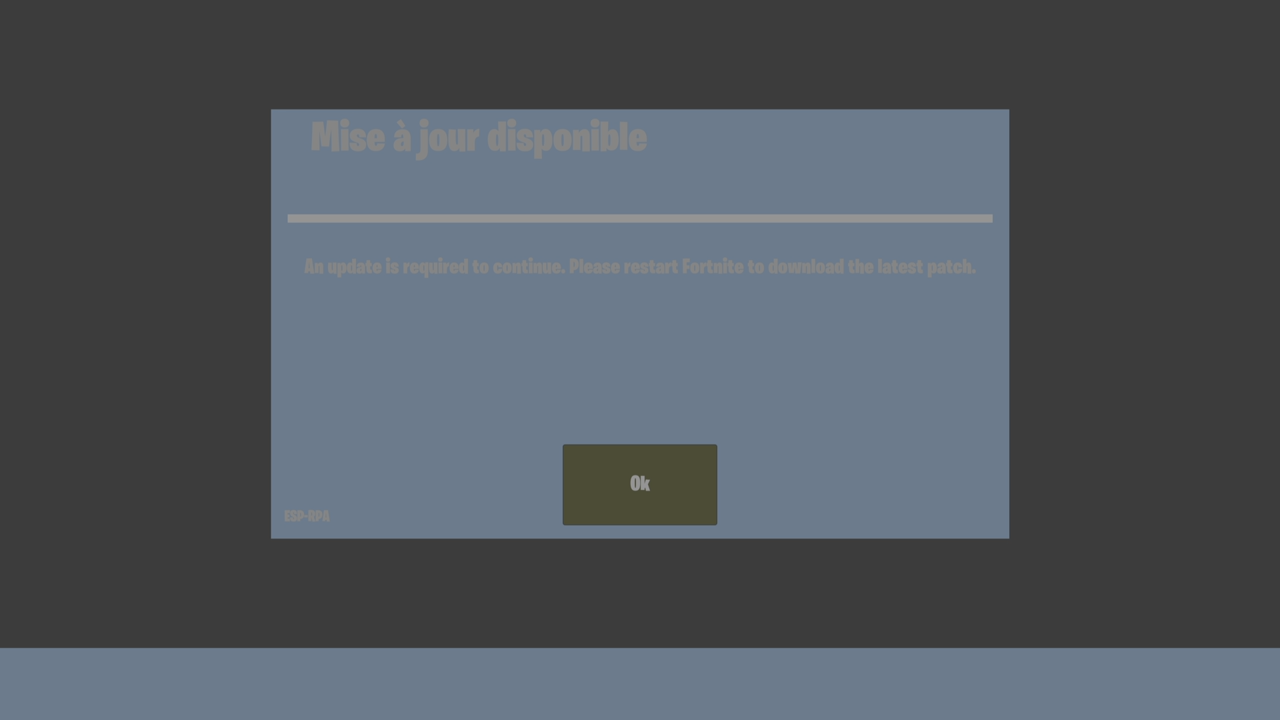 Mise à jour disponible
An update is required to continue. Please restart Fortnite to download the latest patch.
Ok
ESP-RPA